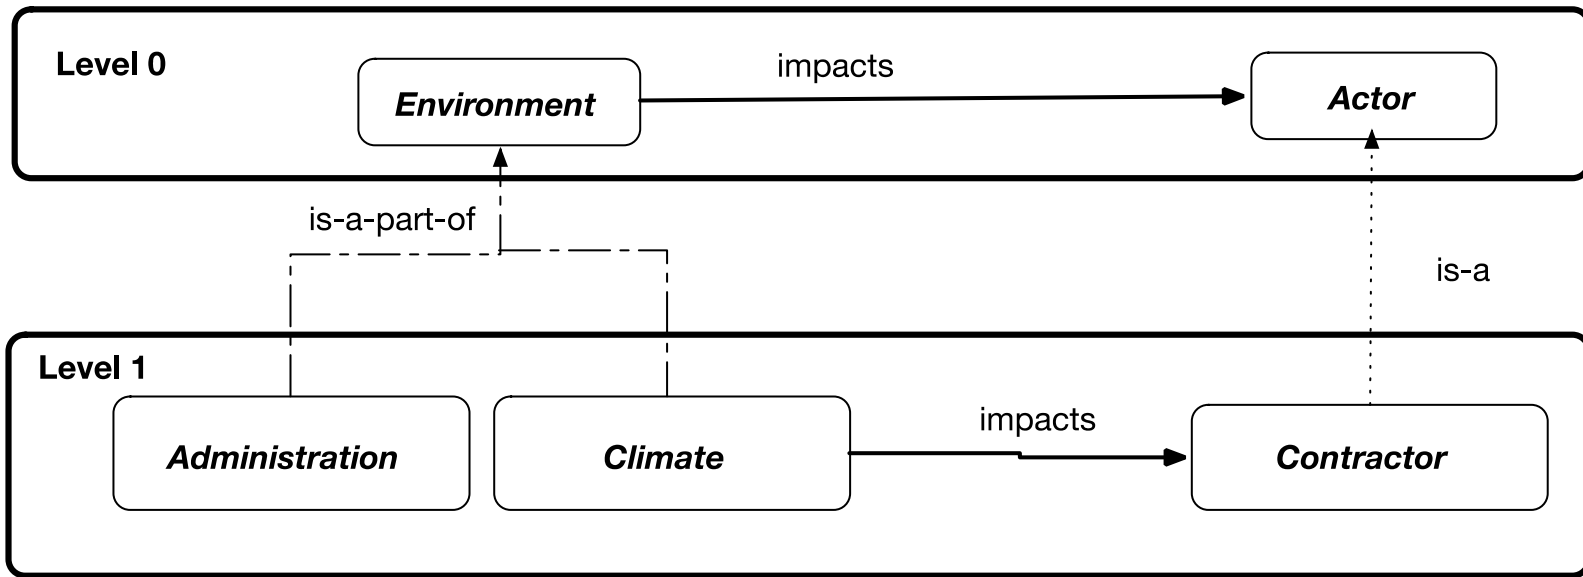 Level 0
impacts
Environment
Actor
is-a-part-of
is-a
Level 1
impacts
Administration
Climate
Contractor